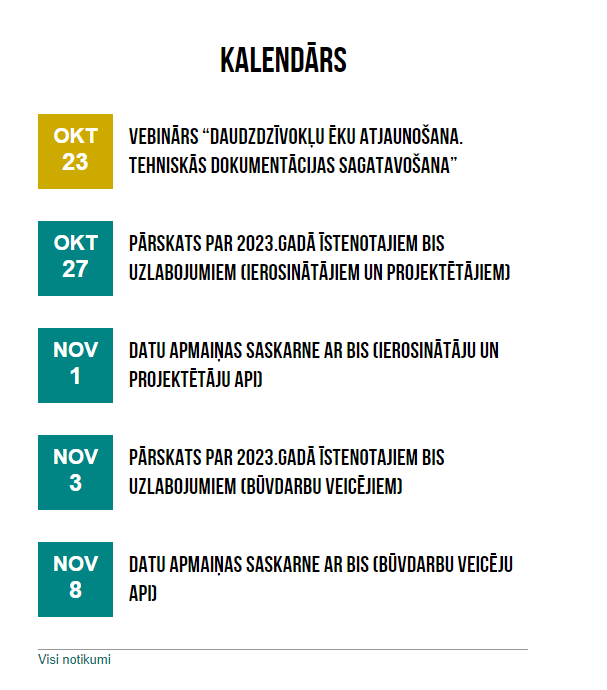 KALENDĀRS
OKT
23
VEBINĀRS “DAUDZDZĪVOKĻU ĒKU ATJAUNOŠANA.
TEHNISKĀS DOKUMENTĀCIJAS SAGATAVOŠANA”
OKT
27
PĀRSKATS PAR 2023.GADĀ ĪSTENOTAJIEM BIS
UZLABOJUMIEM (IEROSINĀTĀJIEM UN PROJEKTĒTĀJIEM)
NOV
1
DATU APMAIŅAS SASKARNE AR BIS (IEROSINĀTĀJU UN
PROJEKTĒTĀJU API)
NOV
3
PĀRSKATS PAR 2023.GADĀ ĪSTENOTAJIEM BIS
UZLABOJUMIEM (BŪVDARBU VEICĒJIEM)
NOV
8
DATU APMAIŅAS SASKARNE AR BIS (BŪVDARBU VEICĒJU
API)
Visi notikumi